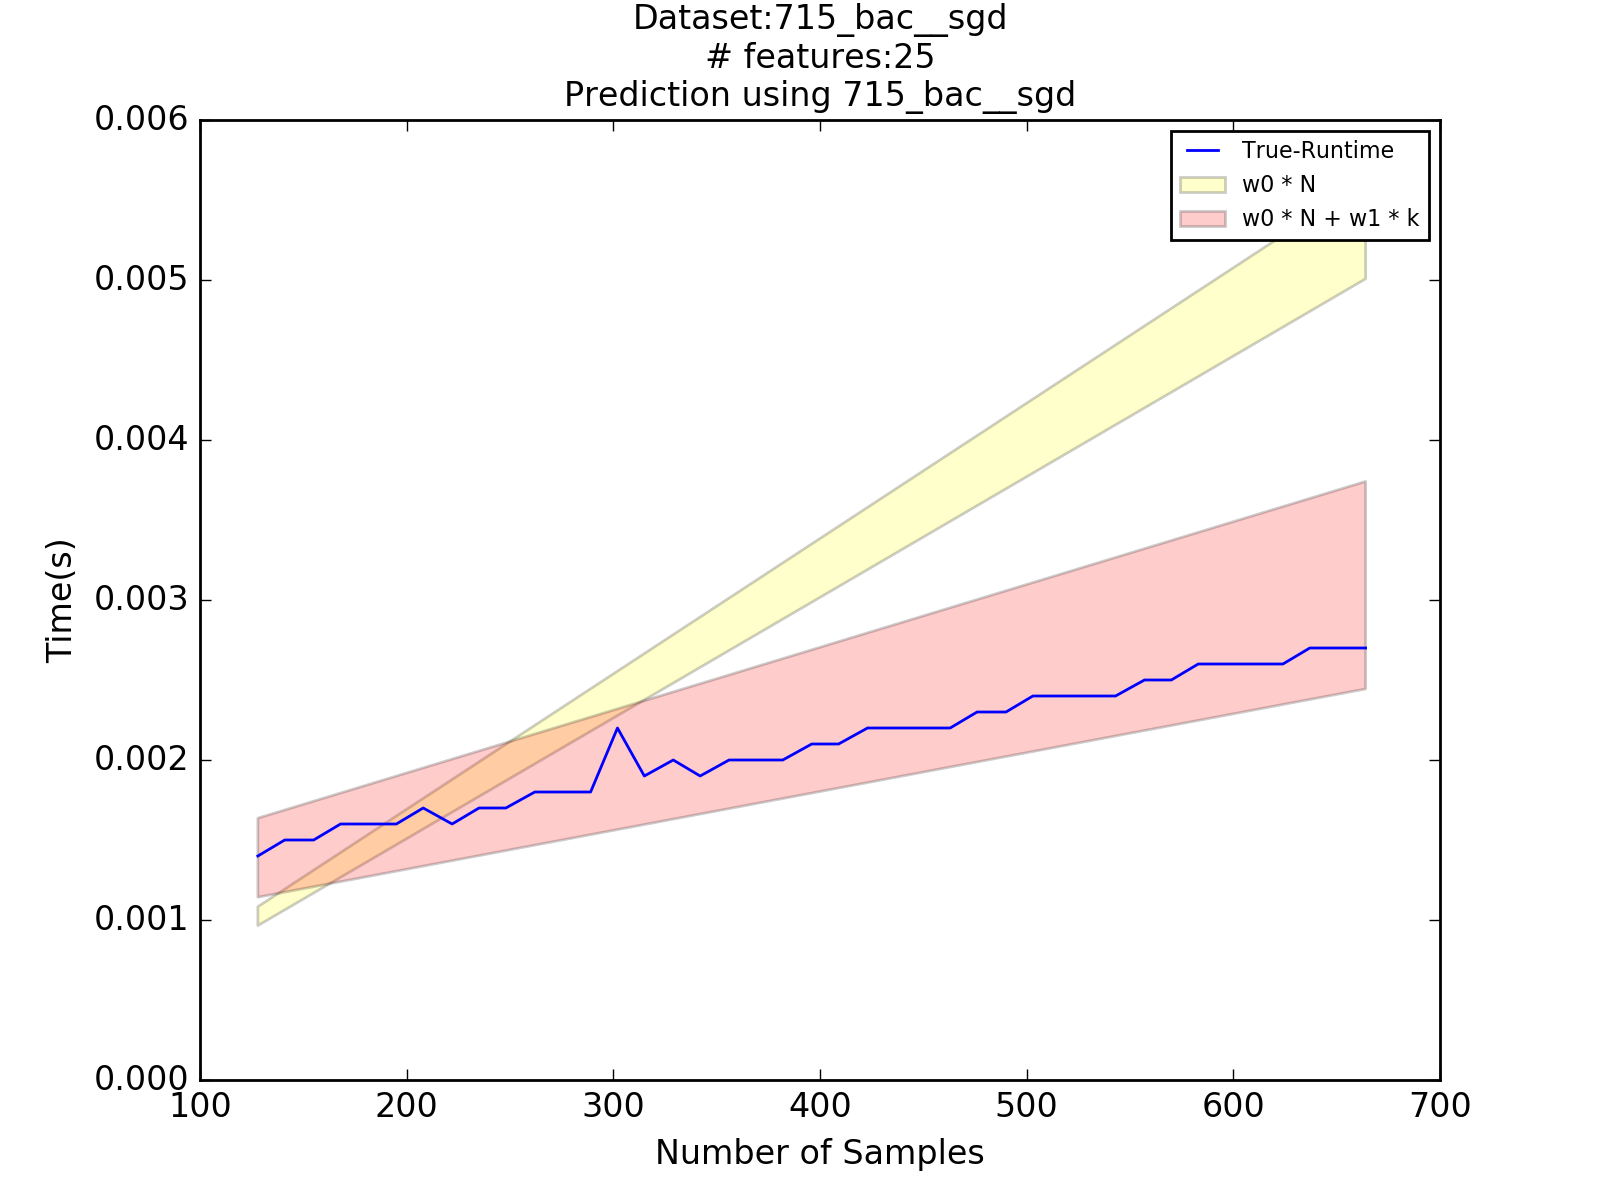 Dataset:715_bac__sgd
# features:25
Prediction using 715_bac__sgd
0.006
0.005
0.004
0.003
0.002
0.001
0.000
Time(s)
True-Runtime
w0 * N
w0 * N + w1 * k
100 200 300 400 500 600 700
Number of Samples